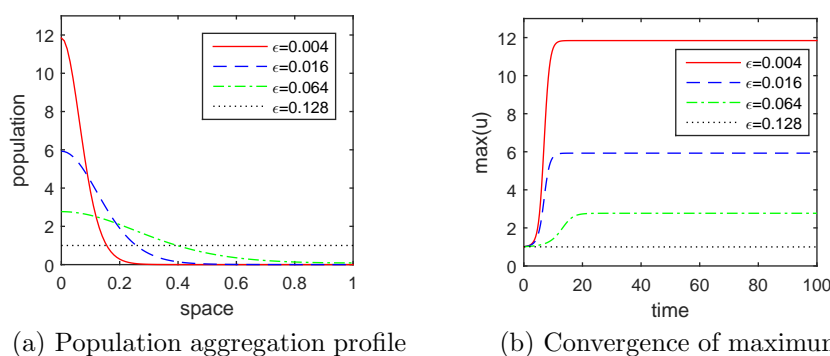 12
10
8
6
4
2
0
population
ϵ=0.004
ϵ=0.016
ϵ=0.064
ϵ=0.128
0 0.2 0.4 0.6 0.8 1
space
(a) Population aggregation profile
12
10
8
6
4
2
0
max(u)
ϵ=0.004
ϵ=0.016
ϵ=0.064
ϵ=0.128
0 20 40 60 80 100
time
(b) Convergence of maximum